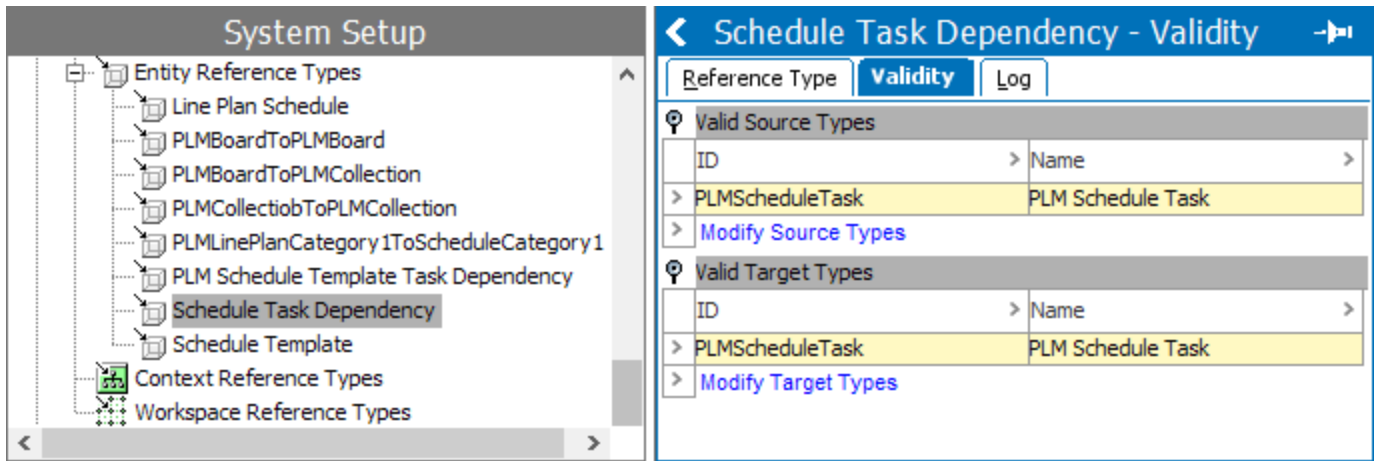 System Setup
Entity Reference Types
Line Plan Schedule
PLMBoardToPLMBoard
PLMBoardToPLMCollection
PLMCollectiobToPLMCollection
PLMLinePlanCategory1ToScheduleCategory1
PLM Schedule Template Task Dependency
Schedule Task Dependency
Schedule Template
Context Reference Types
Workspace Reference Types
Schedule Task Dependency - Validity
Reference Type Validity Log
Valid Source Types
ID > Name >
> PLMScheduleTask PLM Schedule Task
> Modify Source Types
Valid Target Types
ID > Name >
> PLMScheduleTask PLM Schedule Task
> Modify Target Types